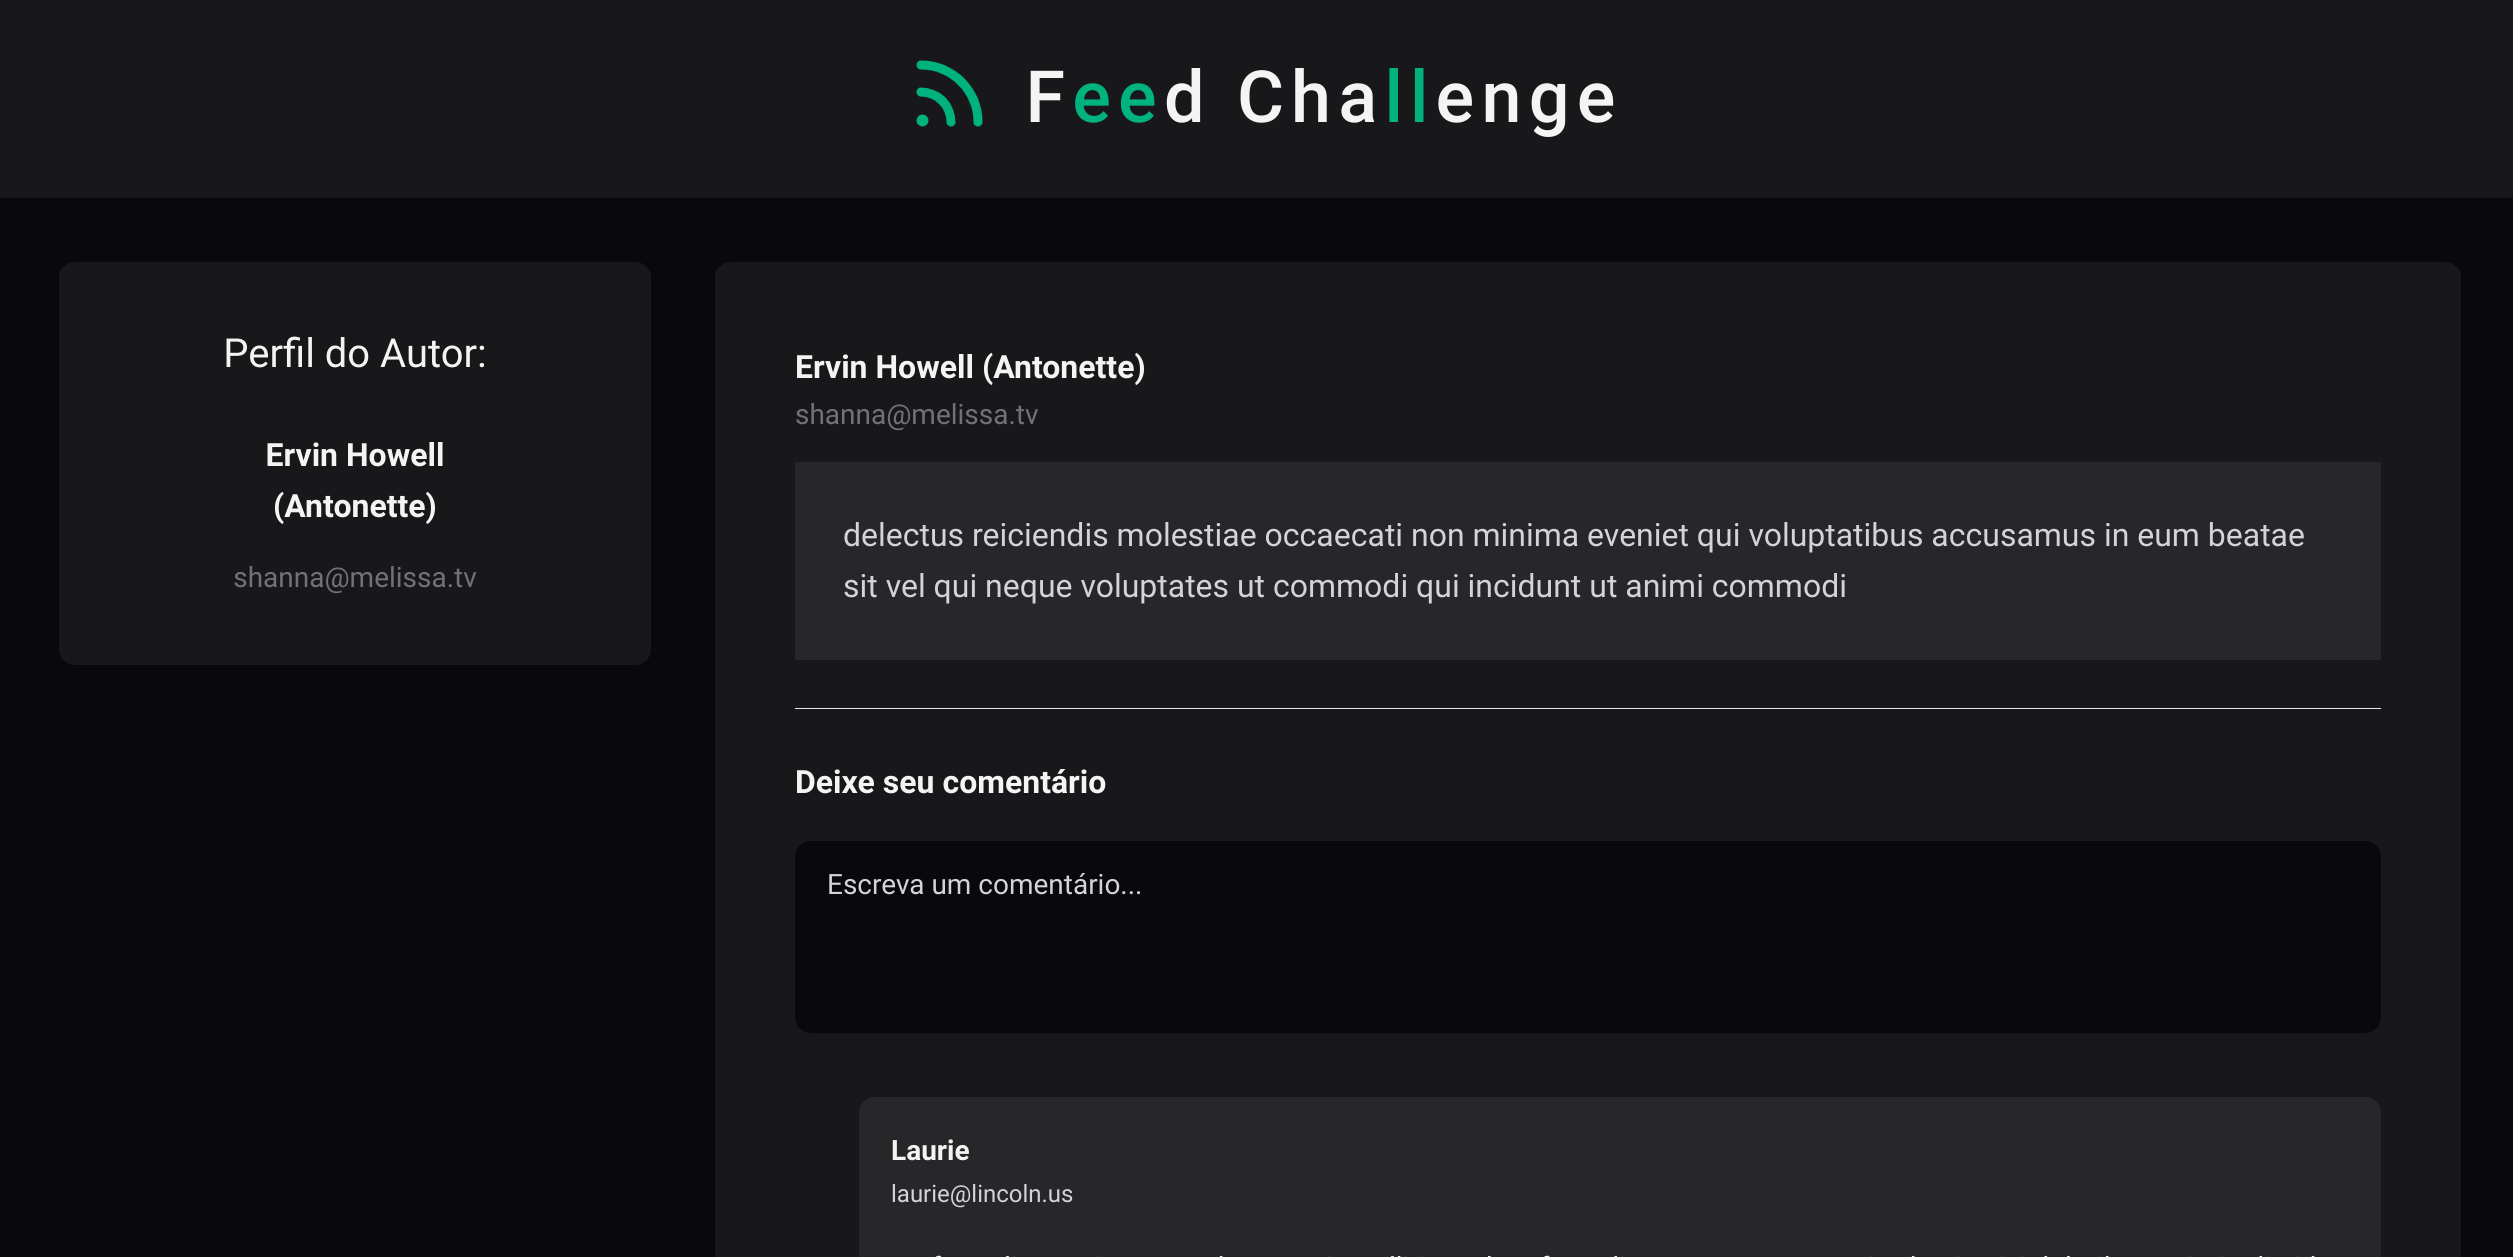 Feed Challenge
Perfil do Autor:
Ervin Howell
(Antonette)
shanna@melissa.tv
Ervin Howell (Antonette)
shanna@melissa.tv
delectus reiciendis molestiae occaecati non minima eveniet qui voluptatibus accusamus in eum beatae
sit vel qui neque voluptates ut commodi qui incidunt ut animi commodi
Deixe seu comentário
Escreva um comentário...
Laurie
laurie@lincoln.us